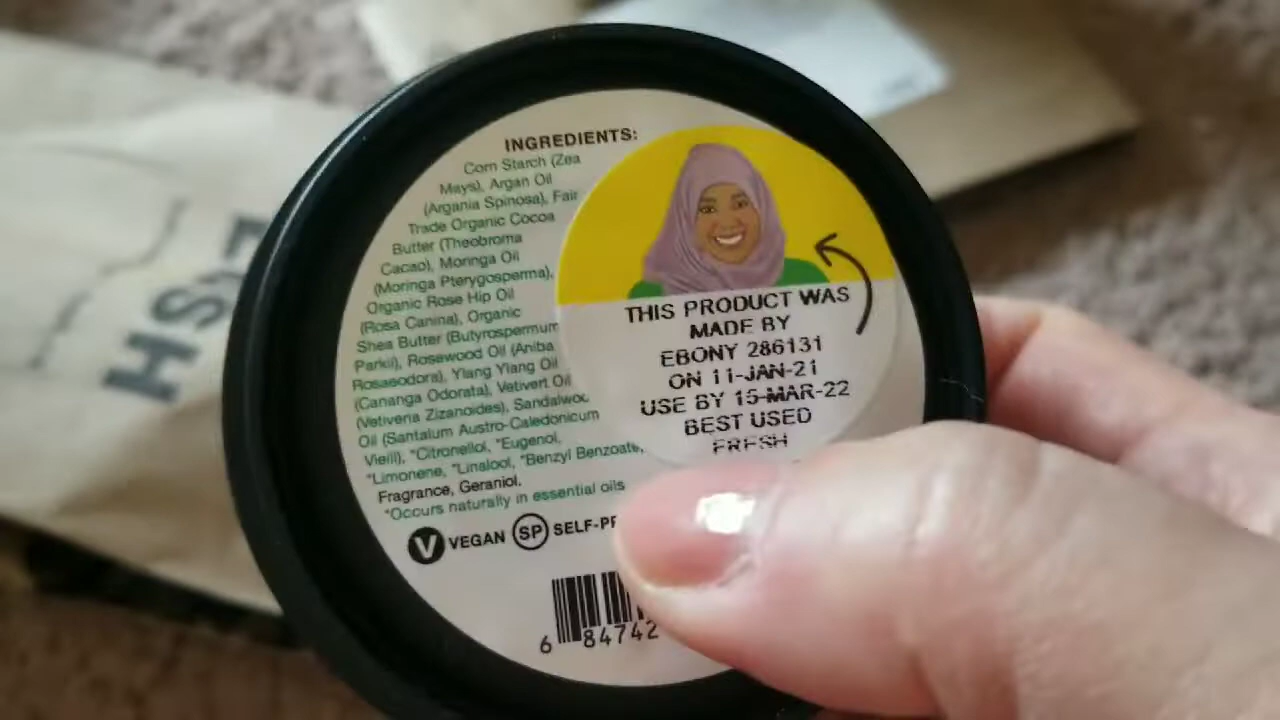 INGREDIENTS:
Corn Starch (Zea
Mays), Argan Oil
(Argania Spinosa), Fair
Trade Organic Cocoa
Butter (Theobroma
Cacao), Moringa Oil
(Moringa Pterygosperma),
Organic Rose Hip Oil
(Rosa Canina), Organic
Shea Butter (Butyrospermum
Parkii), Rosewood Oil (Aniba
Rosaeodora), Ylang Ylang Oil
(Cananga Odorata), Vetivert Oil
(Vetiveria Zizanoides), Sandalwoo
Oil (Santalum Austro-Caledonicum
Vieill), *Citronellol, *Eugenol,
*Limonene, *Linalool, *Benzyl Benzoate,
Fragrance, Geraniol.
*Occurs naturally in essential oils
V VEGAN SP SELF-PR
6 84742
THIS PRODUCT WAS
MADE BY
EBONY 286131
ON 11-JAN-21
USE BY 15-MAR-22
BEST USED
FRESH
LUSH